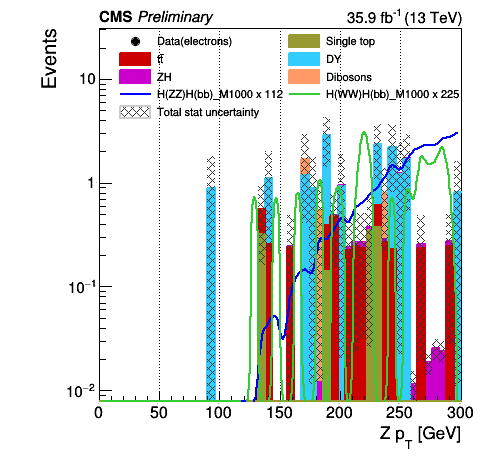 CMS Preliminary 35.9 fb⁻¹ (13 TeV)
Events
Data(electrons) Single top
tt̄ DY
ZH Dibosons
H(ZZ)H(bb)_M1000 x 112 H(WW)H(bb)_M1000 x 225
Total stat uncertainty
10
1
10⁻¹
10⁻²
0 50 100 150 200 250 300
Z p_T [GeV]